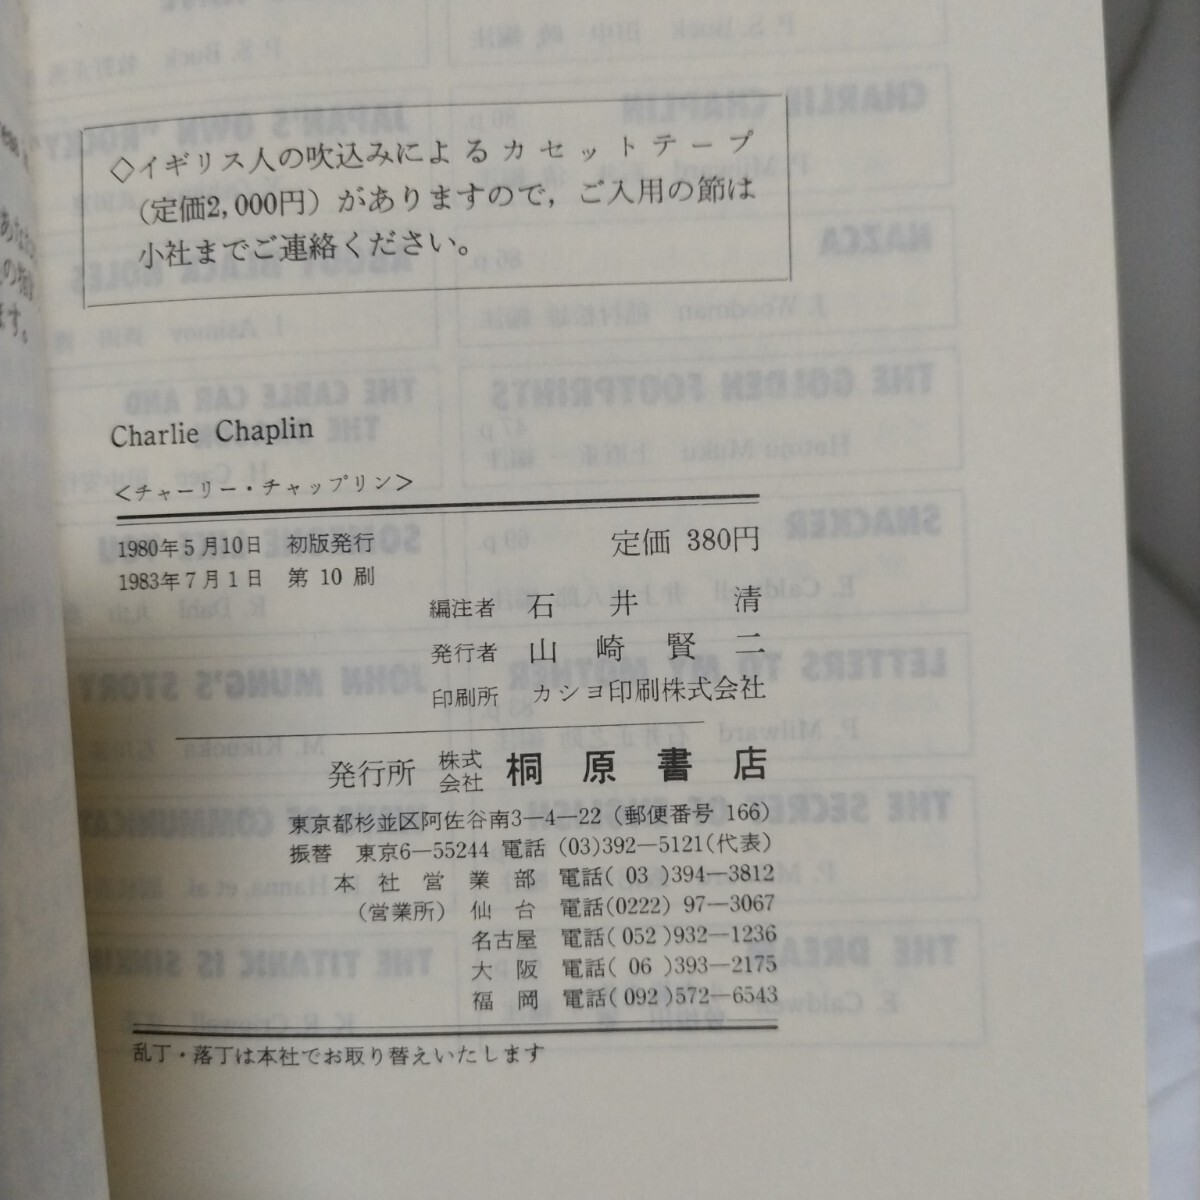 ◇イギリス人の吹込みによるカセットテープ
(定価2,000円)がありますので，ご入用の節は
小社までご連絡ください。
Charlie Chaplin
<チャーリー・チャップリン>
1980年5月10日 初版発行
1983年7月1日 第10刷
定価 380円
編注者 石井 清
発行者 山崎賢二
印刷所 カショ印刷株式会社
発行所 株式会社 桐原書店
東京都杉並区阿佐谷南3—4—22 (郵便番号 166)
振替 東京6—55244 電話 (03)392—5121(代表)
本社営業部 電話(03)394—3812
(営業所) 仙台 電話(0222)97—3067
名古屋 電話(052)932—1236
大阪 電話(06)393—2175
福岡 電話(092)572—6543
乱丁・落丁は本社でお取り替えいたします